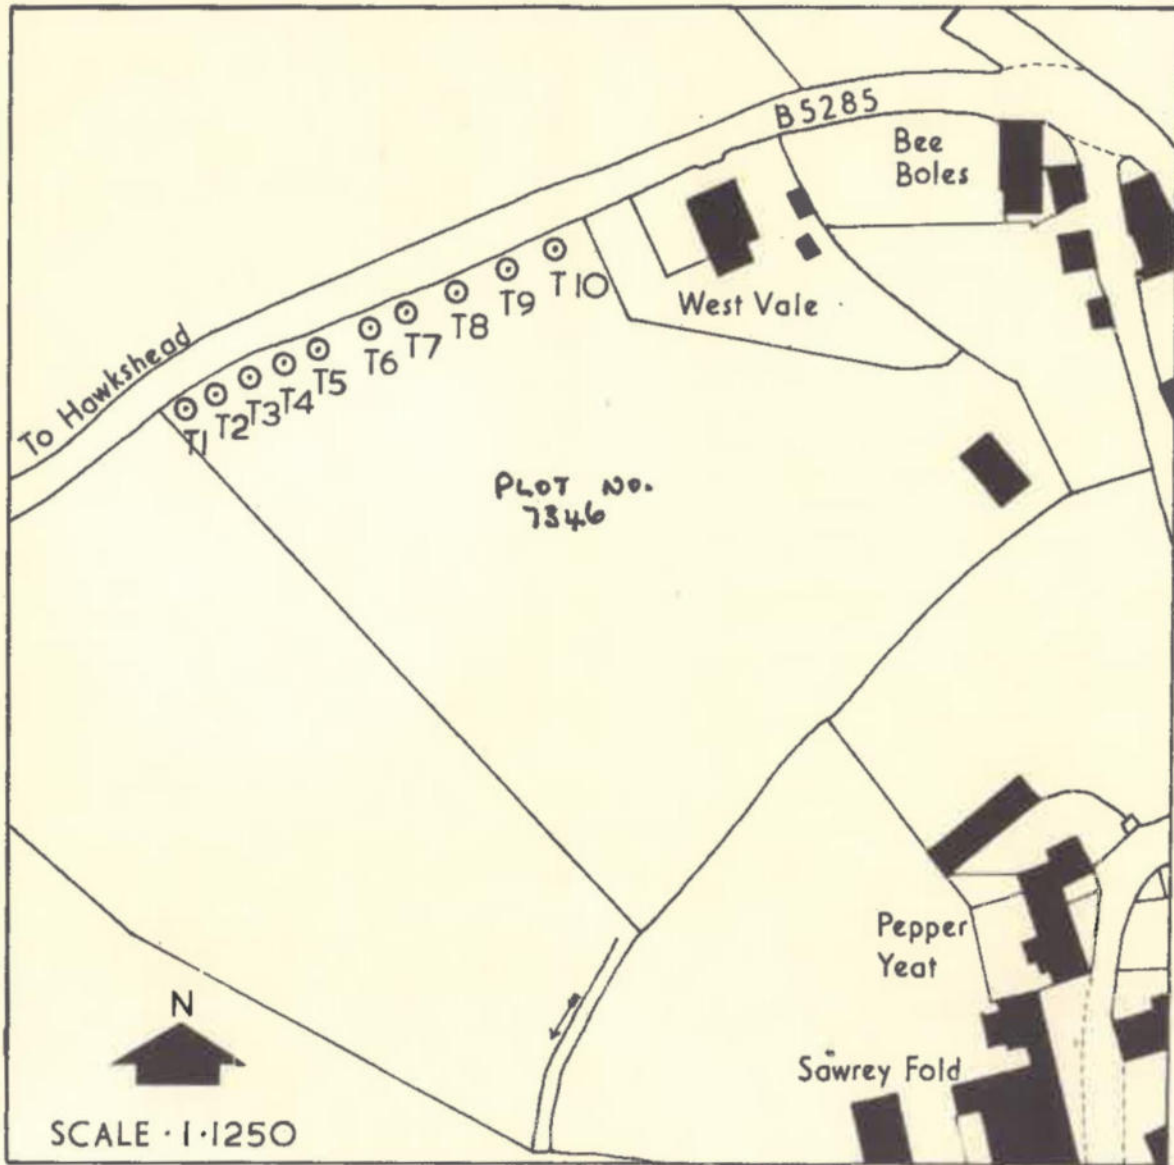 B5285
Bee
Boles
To Hawkshead
T1
T2
T3
T4
T5
T6
T7
T8
T9
T10
West Vale
PLOT NO.
7346
Pepper
Yeat
Sawrey Fold
N
SCALE · 1·1250